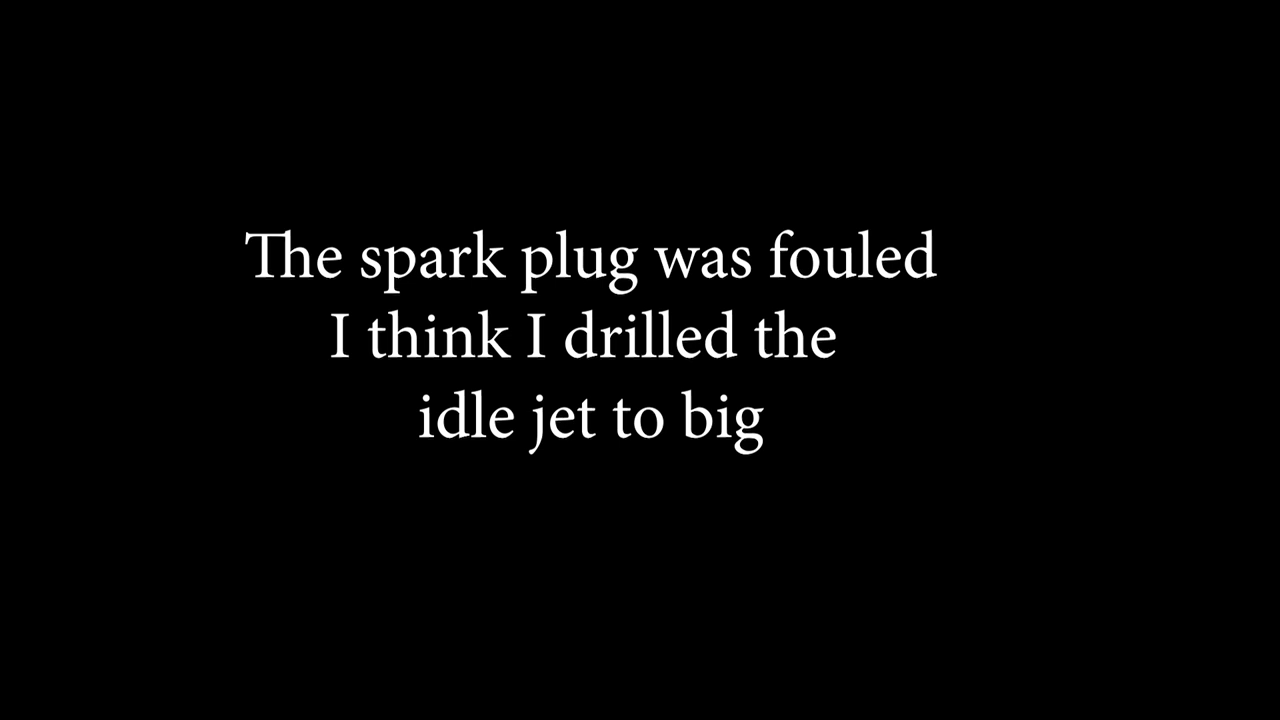 The spark plug was fouled
I think I drilled the
idle jet to big